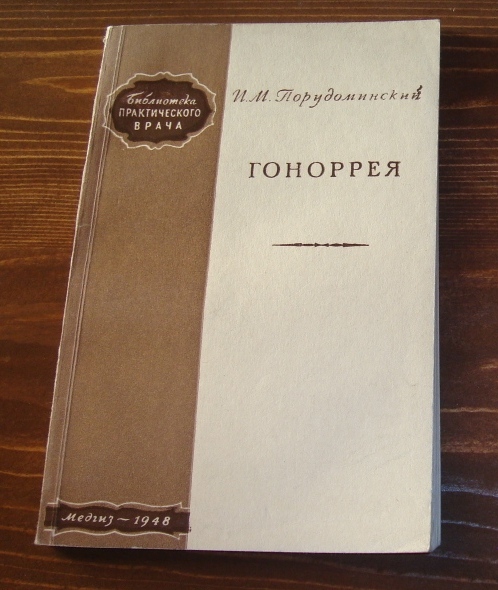 Библиотека
ПРАКТИЧЕСКОГО
ВРАЧА
И.М. Порудоминский
ГОНОРРЕЯ
Медгиз — 1948